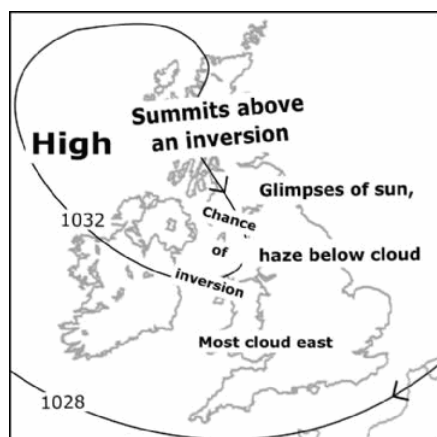 Summits above
an inversion
High
Glimpses of sun,
1032
Chance
of
haze below cloud
inversion
Most cloud east
1028